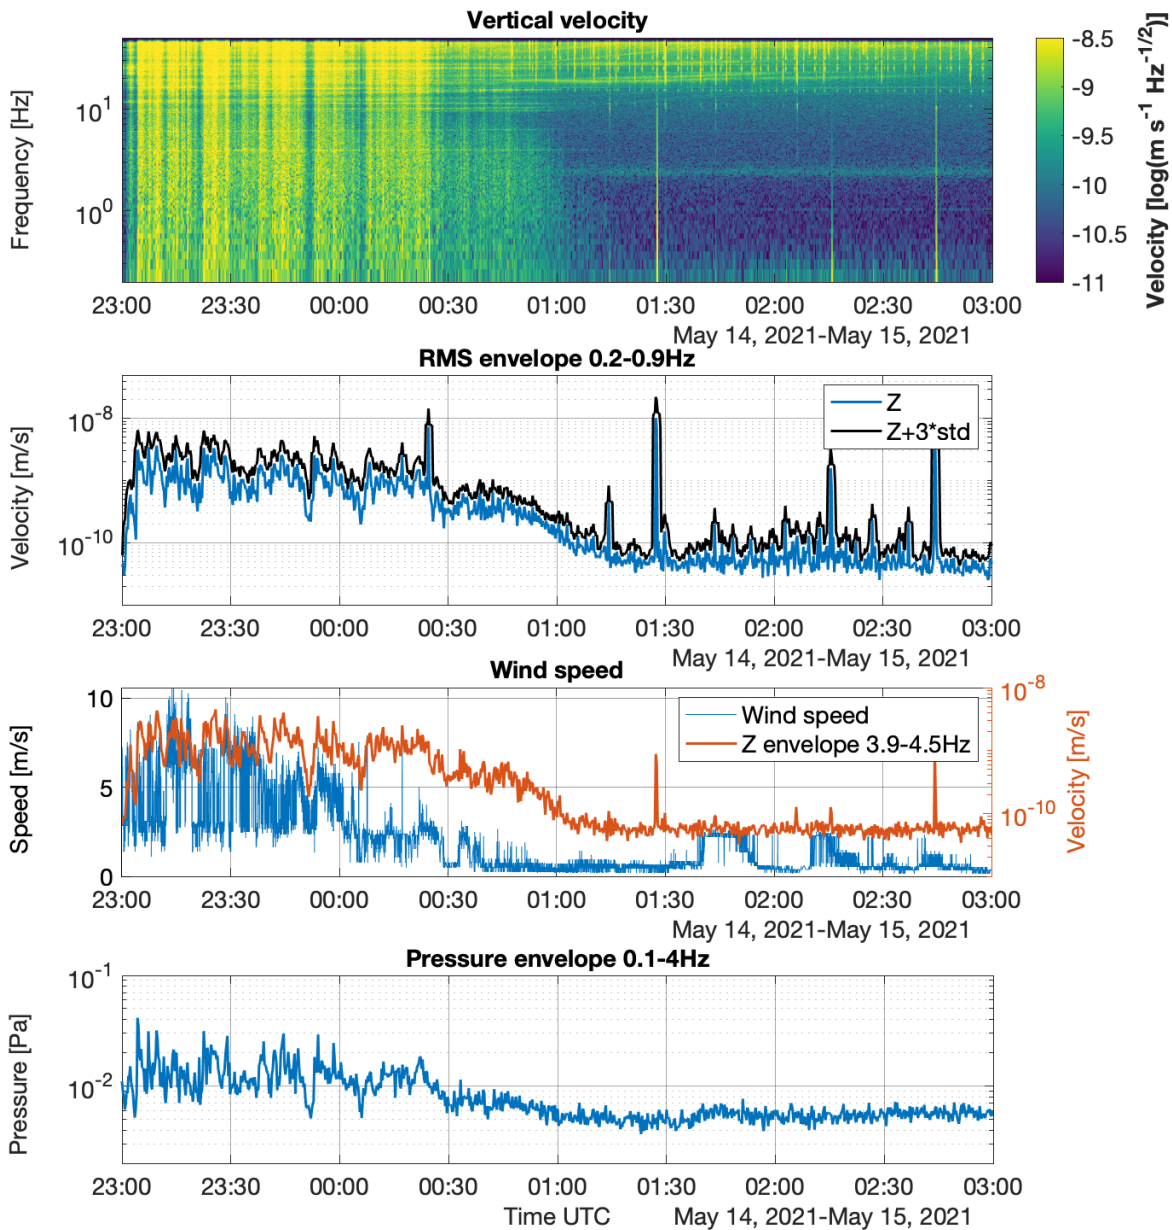 Vertical velocity
Frequency [Hz]
10^1
10^0
23:00 23:30 00:00 00:30 01:00 01:30 02:00 02:30 03:00
May 14, 2021-May 15, 2021
-8.5
-9
-9.5
-10
-10.5
-11
Velocity [log(m s^-1 Hz^-1/2)]
RMS envelope 0.2-0.9Hz
Velocity [m/s]
10^-8
10^-10
Z
Z+3*std
23:00 23:30 00:00 00:30 01:00 01:30 02:00 02:30 03:00
May 14, 2021-May 15, 2021
Wind speed
Speed [m/s]
10
5
0
Wind speed
Z envelope 3.9-4.5Hz
10^-8
10^-10
Velocity [m/s]
23:00 23:30 00:00 00:30 01:00 01:30 02:00 02:30 03:00
May 14, 2021-May 15, 2021
Pressure envelope 0.1-4Hz
Pressure [Pa]
10^-1
10^-2
23:00 23:30 00:00 00:30 01:00 01:30 02:00 02:30 03:00
Time UTC May 14, 2021-May 15, 2021